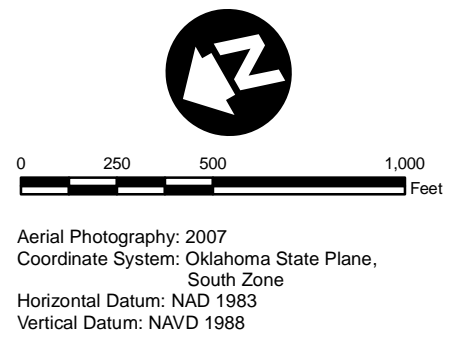 N
0 250 500 1,000
Feet
Aerial Photography: 2007
Coordinate System: Oklahoma State Plane,
South Zone
Horizontal Datum: NAD 1983
Vertical Datum: NAVD 1988